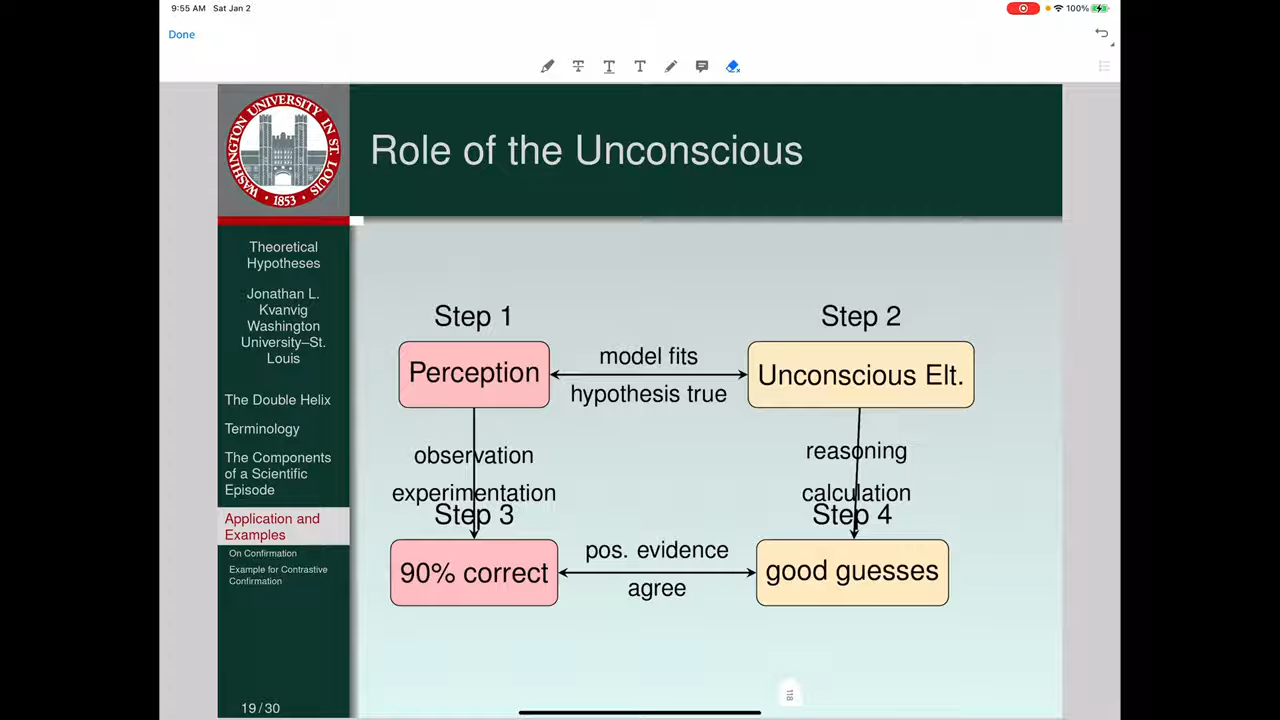 9:55 AM Sat Jan 2
100%
Done
WASHINGTON UNIVERSITY IN ST. LOUIS
1853
Role of the Unconscious
Theoretical
Hypotheses
Jonathan L.
Kvanvig
Washington
University–St.
Louis
The Double Helix
Terminology
The Components
of a Scientific
Episode
Application and
Examples
On Confirmation
Example for Contrastive
Confirmation
19/30
Step 1
Step 2
Perception
model fits
hypothesis true
Unconscious Elt.
observation
experimentation
reasoning
calculation
Step 3
Step 4
90% correct
pos. evidence
agree
good guesses
118